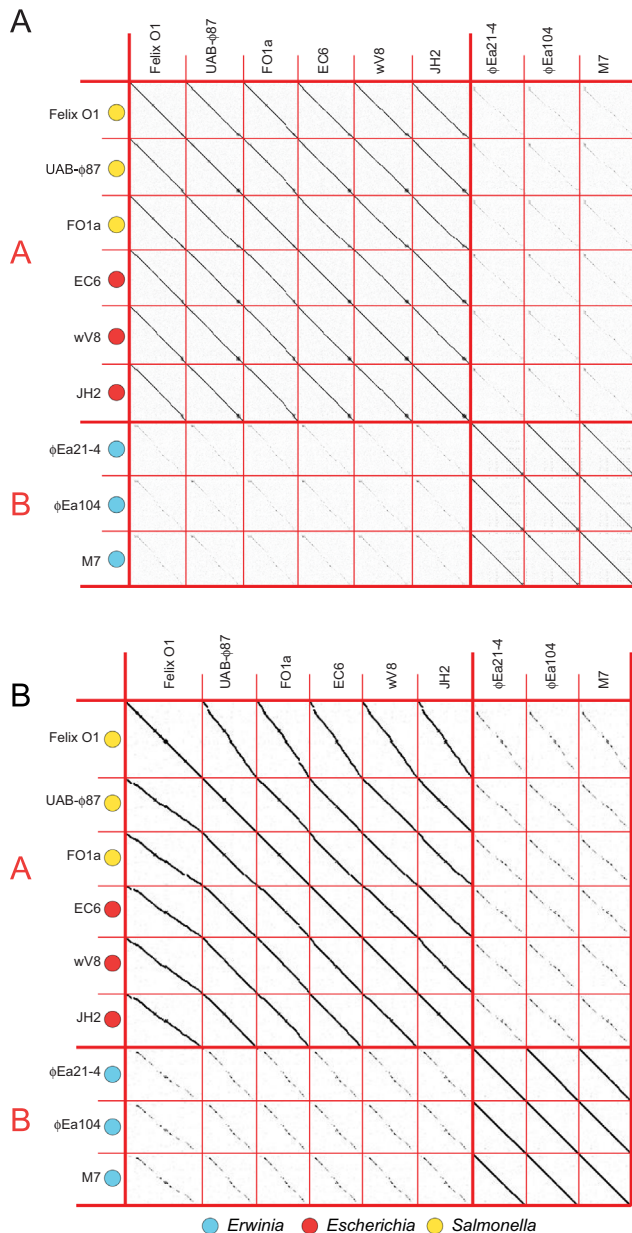 A
Felix O1 UAB-ϕ87 FO1a EC6 wV8 JH2 ϕEa21-4 ϕEa104 M7
Felix O1
UAB-ϕ87
FO1a
A
EC6
wV8
JH2
ϕEa21-4
B
ϕEa104
M7
B
Felix O1 UAB-ϕ87 FO1a EC6 wV8 JH2 ϕEa21-4 ϕEa104 M7
Felix O1
UAB-ϕ87
FO1a
A
EC6
wV8
JH2
ϕEa21-4
B
ϕEa104
M7
Erwinia Escherichia Salmonella